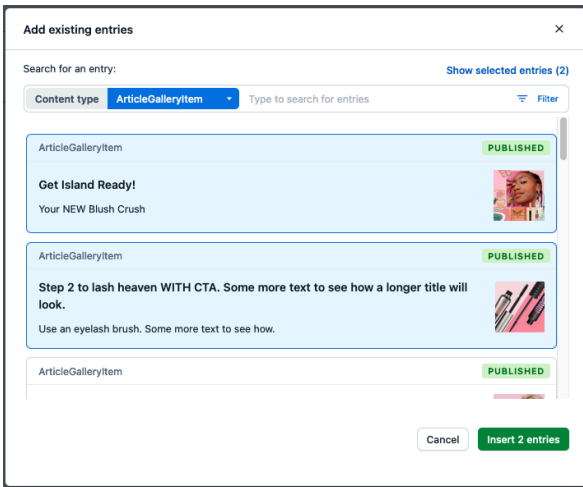 Add existing entries
Search for an entry:
Show selected entries (2)
Content type
ArticleGalleryItem
Type to search for entries
Filter
ArticleGalleryItem
PUBLISHED
Get Island Ready!
Your NEW Blush Crush
ArticleGalleryItem
PUBLISHED
Step 2 to lash heaven WITH CTA. Some more text to see how a longer title will
look.
Use an eyelash brush. Some more text to see how.
ArticleGalleryItem
PUBLISHED
Cancel
Insert 2 entries